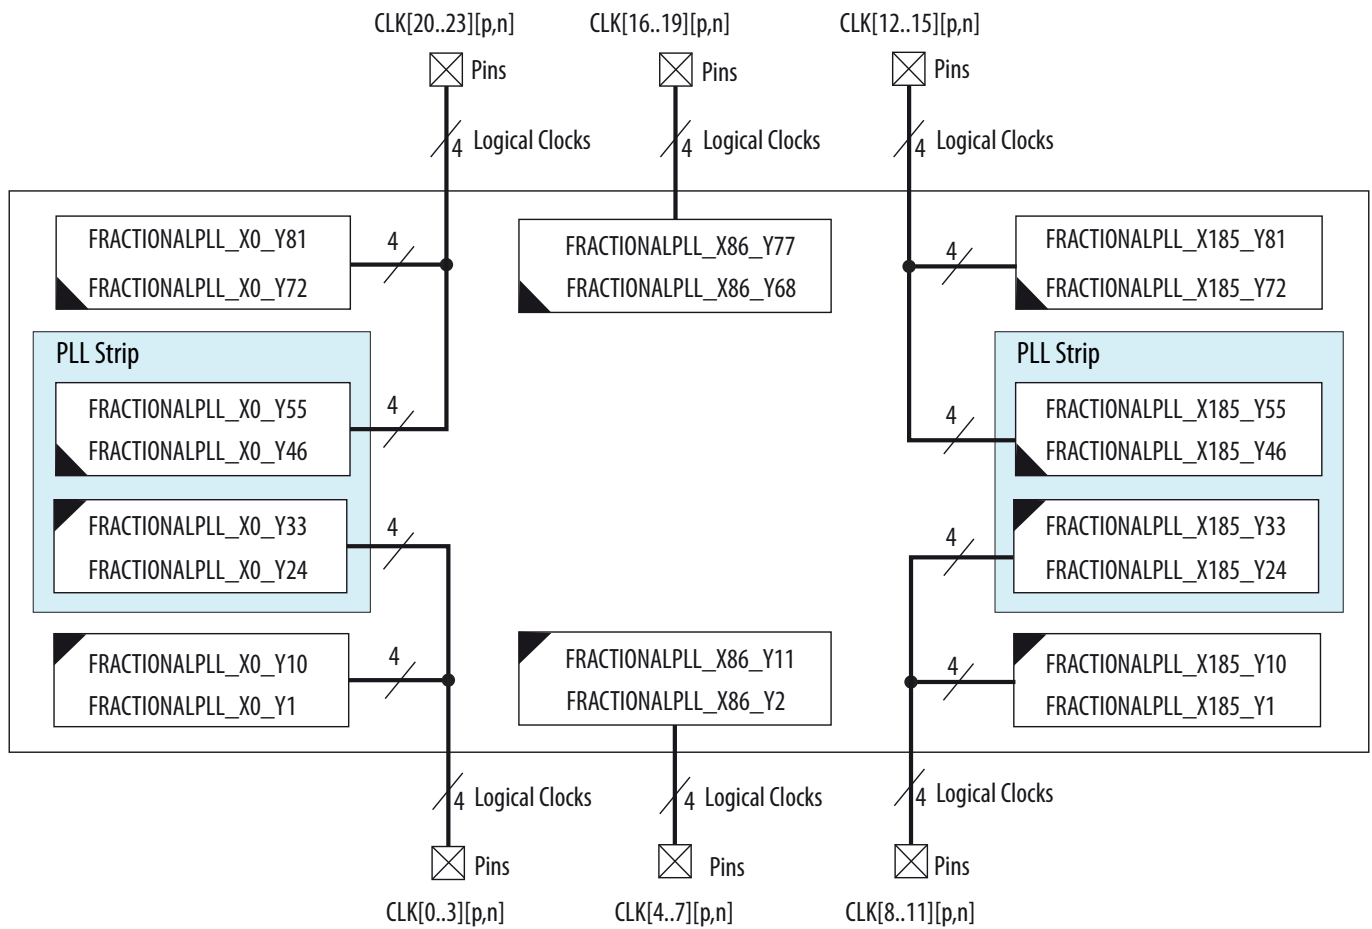 CLK[20..23][p,n]
CLK[16..19][p,n]
CLK[12..15][p,n]
Pins
Pins
Pins
4 Logical Clocks
4 Logical Clocks
4 Logical Clocks
FRACTIONALPLL_X0_Y81
FRACTIONALPLL_X0_Y72
4
FRACTIONALPLL_X86_Y77
FRACTIONALPLL_X86_Y68
4
FRACTIONALPLL_X185_Y81
FRACTIONALPLL_X185_Y72
PLL Strip
FRACTIONALPLL_X0_Y55
FRACTIONALPLL_X0_Y46
4
FRACTIONALPLL_X0_Y33
FRACTIONALPLL_X0_Y24
4
PLL Strip
4
FRACTIONALPLL_X185_Y55
FRACTIONALPLL_X185_Y46
4
FRACTIONALPLL_X185_Y33
FRACTIONALPLL_X185_Y24
FRACTIONALPLL_X0_Y10
FRACTIONALPLL_X0_Y1
4
FRACTIONALPLL_X86_Y11
FRACTIONALPLL_X86_Y2
4
FRACTIONALPLL_X185_Y10
FRACTIONALPLL_X185_Y1
4 Logical Clocks
4 Logical Clocks
4 Logical Clocks
Pins
Pins
Pins
CLK[0..3][p,n]
CLK[4..7][p,n]
CLK[8..11][p,n]